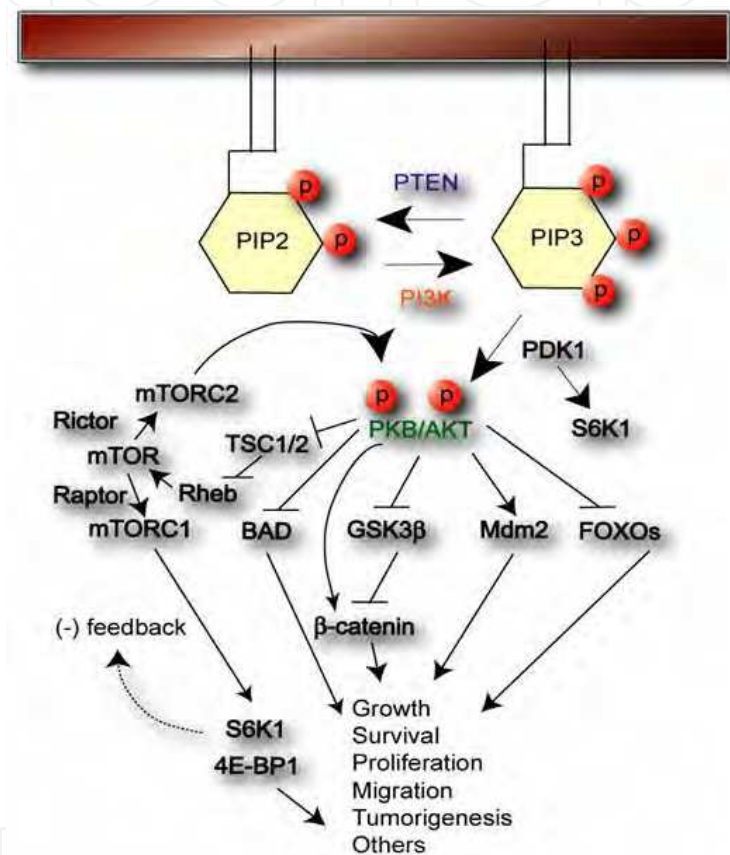 PTEN
PIP2
p
p
PIP3
p
p
p
PI3K
PDK1
S6K1
mTORC2
Rictor
mTOR
Raptor
Rheb
mTORC1
TSC1/2
p
p
PKB/AKT
BAD
GSK3β
Mdm2
FOXOs
β-catenin
(-) feedback
S6K1
4E-BP1
Growth
Survival
Proliferation
Migration
Tumorigenesis
Others